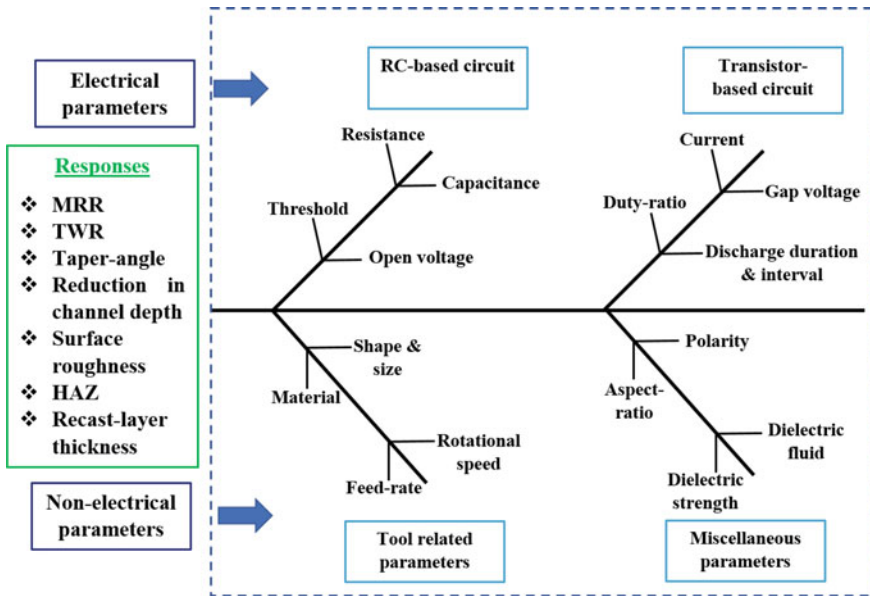 Electrical
parameters
RC-based circuit
Transistor-
based circuit
Resistance
Capacitance
Threshold
Open voltage
Current
Gap voltage
Duty-ratio
Discharge duration
& interval
Responses
❖ MRR
❖ TWR
❖ Taper-angle
❖ Reduction in
channel depth
❖ Surface
roughness
❖ HAZ
❖ Recast-layer
thickness
Shape &
size
Material
Rotational
speed
Feed-rate
Polarity
Aspect-
ratio
Dielectric
fluid
Dielectric
strength
Non-electrical
parameters
Tool related
parameters
Miscellaneous
parameters